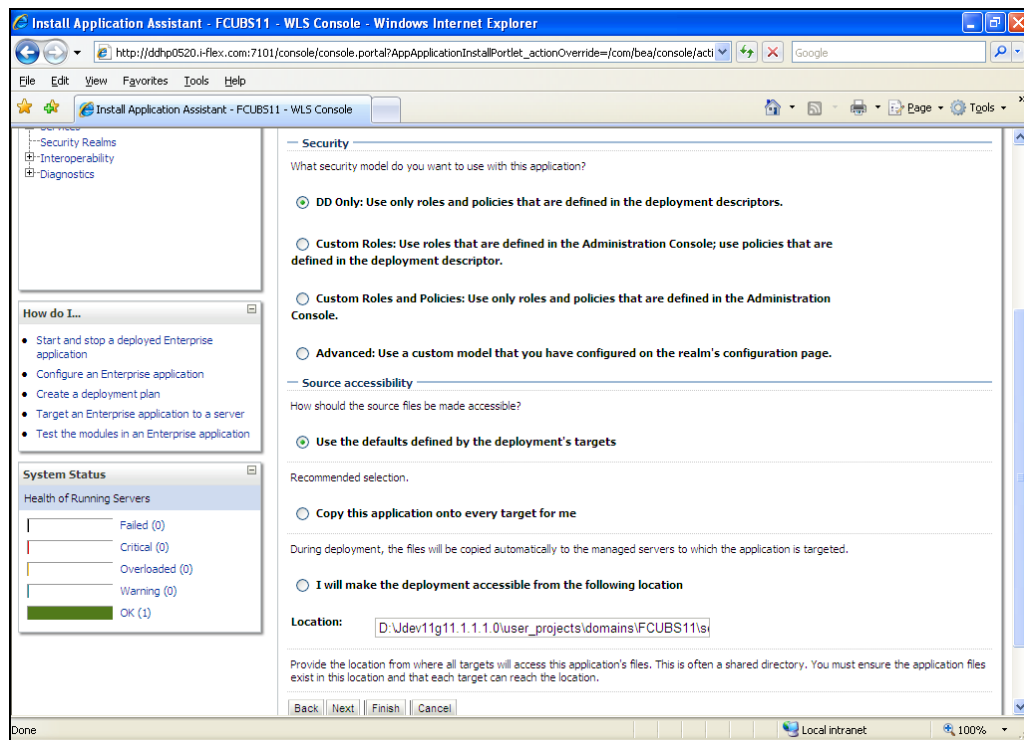 Install Application Assistant - FCUBS11 - WLS Console - Windows Internet Explorer
http://ddhp0520.i-flex.com:7101/console/console.portal?AppApplicationInstallPortlet_actionOverride=/com/bea/console/acti
Google
File Edit View Favorites Tools Help
Install Application Assistant - FCUBS11 - WLS Console
Page Tools »
Services
Security Realms
Interoperability
Diagnostics
How do I...
Start and stop a deployed Enterprise
application
Configure an Enterprise application
Create a deployment plan
Target an Enterprise application to a server
Test the modules in an Enterprise application
System Status
Health of Running Servers
Failed (0)
Critical (0)
Overloaded (0)
Warning (0)
OK (1)
Security
What security model do you want to use with this application?
DD Only: Use only roles and policies that are defined in the deployment descriptors.
Custom Roles: Use roles that are defined in the Administration Console; use policies that are
defined in the deployment descriptor.
Custom Roles and Policies: Use only roles and policies that are defined in the Administration
Console.
Advanced: Use a custom model that you have configured on the realm's configuration page.
Source accessibility
How should the source files be made accessible?
Use the defaults defined by the deployment's targets
Recommended selection.
Copy this application onto every target for me
During deployment, the files will be copied automatically to the managed servers to which the application is targeted.
I will make the deployment accessible from the following location
Location: D:\Jdev11g11.1.1.1.0\user_projects\domains\FCUBS11\se
Provide the location from where all targets will access this application's files. This is often a shared directory. You must ensure the application files
exist in this location and that each target can reach the location.
Back Next Finish Cancel
Done Local intranet 100%